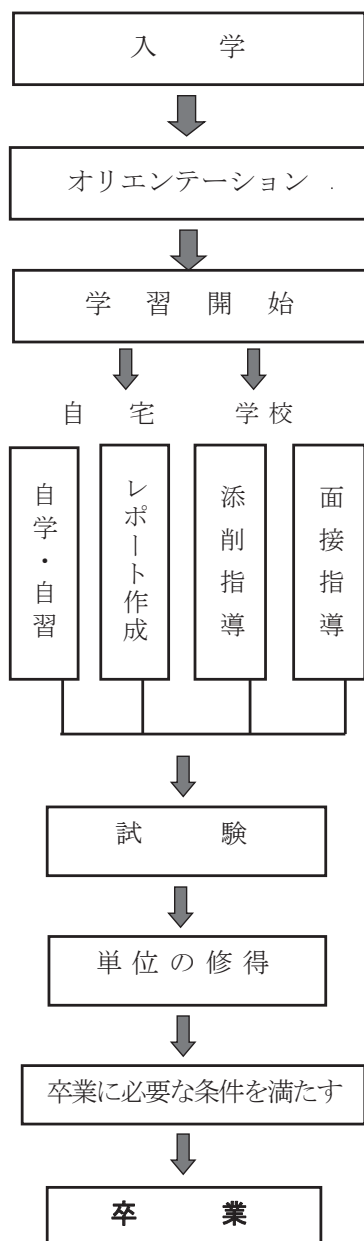 入 学
オリエンテーション .
学 習 開 始
自 宅 学 校
自学・自習
レポート作成
添削指導
面接指導
試 験
単 位 の 修 得
卒業に必要な条件を満たす
卒 業